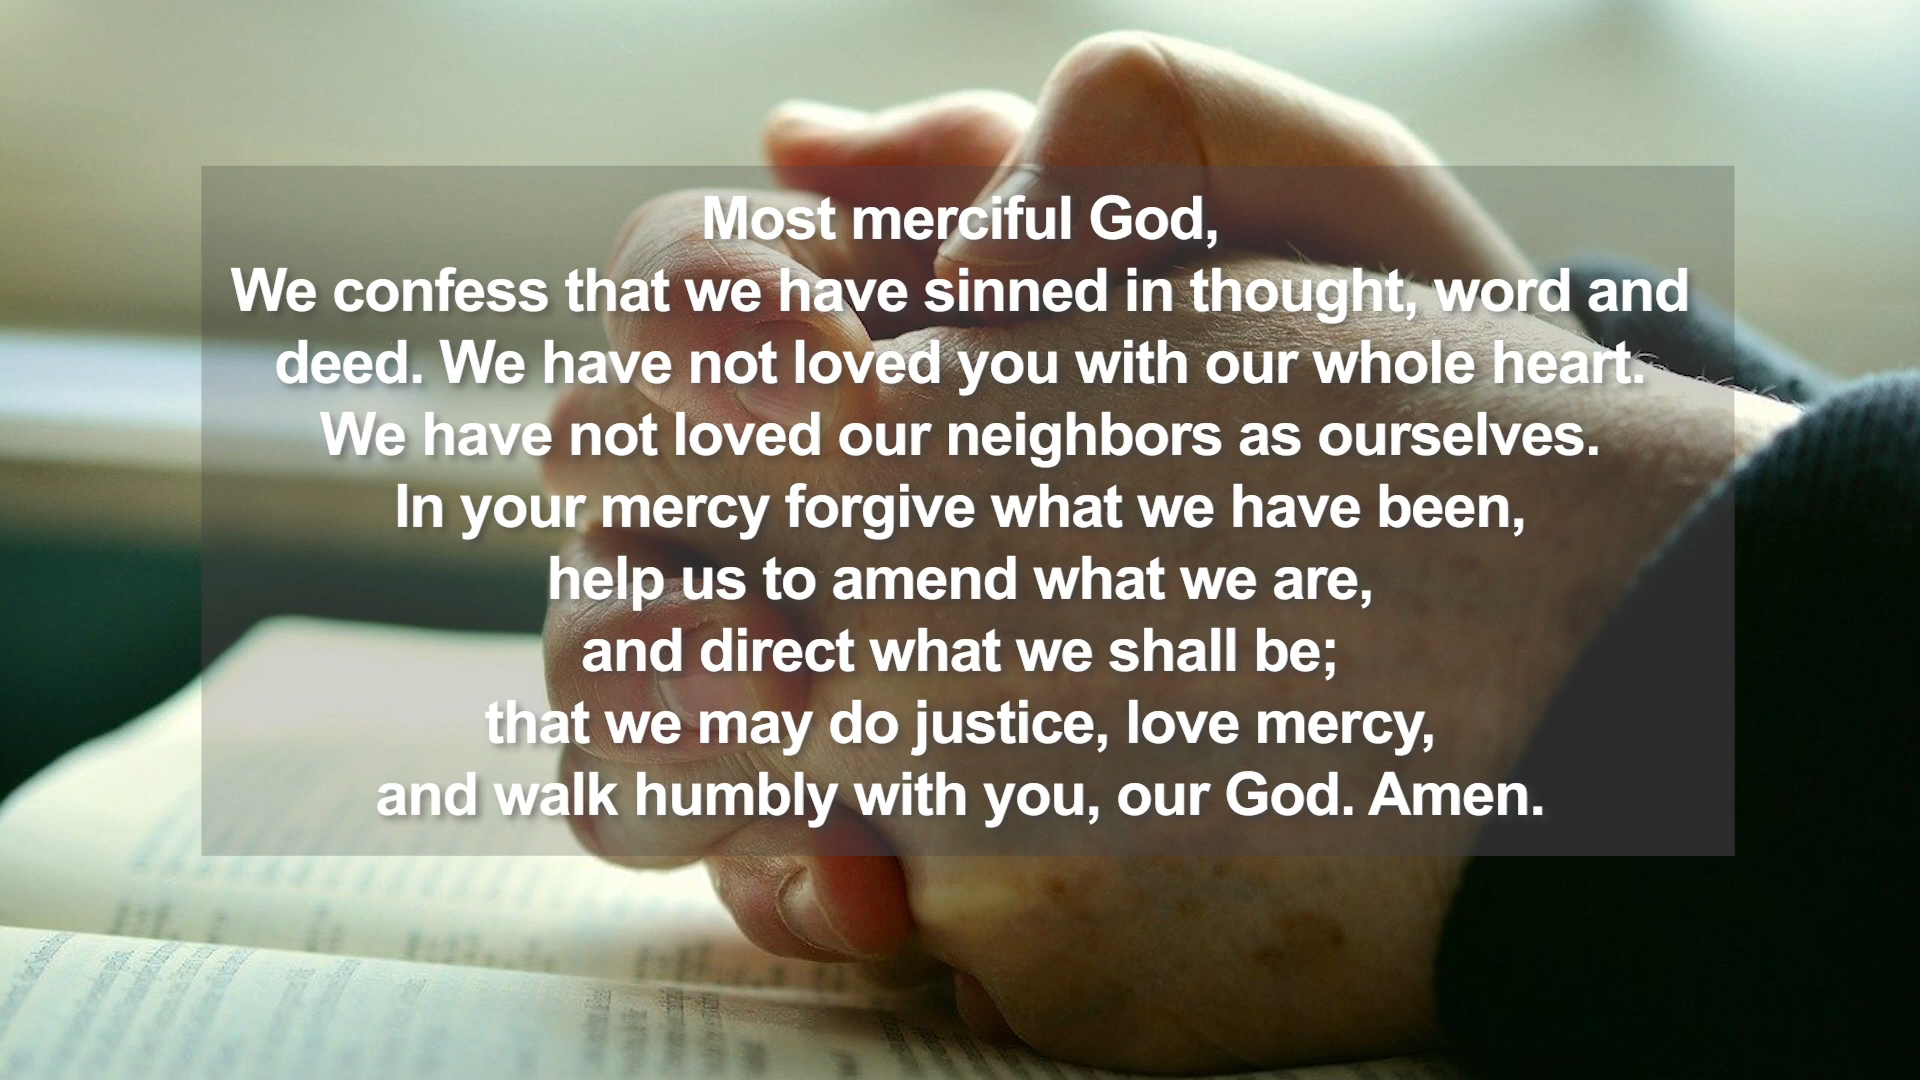 Most merciful God,
We confess that we have sinned in thought, word and
deed. We have not loved you with our whole heart.
We have not loved our neighbors as ourselves.
In your mercy forgive what we have been,
help us to amend what we are,
and direct what we shall be;
that we may do justice, love mercy,
and walk humbly with you, our God. Amen.